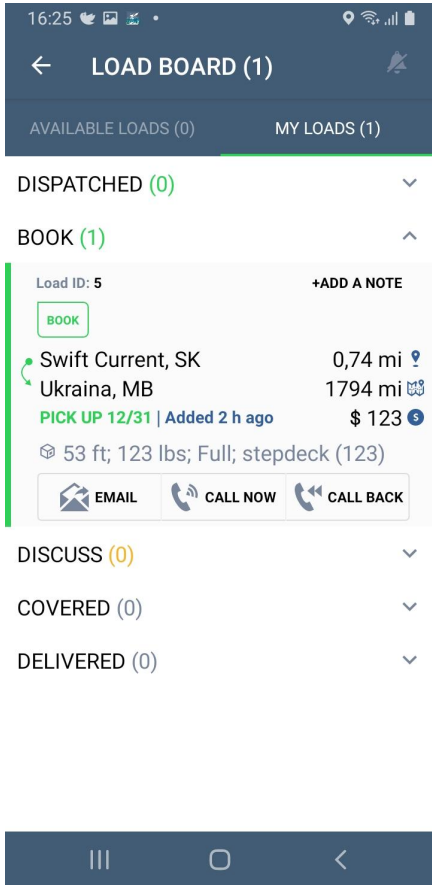 16:25
LOAD BOARD (1)
AVAILABLE LOADS (0) MY LOADS (1)
DISPATCHED (0)
BOOK (1)
Load ID: 5 +ADD A NOTE
BOOK
Swift Current, SK 0,74 mi
Ukraina, MB 1794 mi
PICK UP 12/31 | Added 2 h ago $ 123
53 ft; 123 lbs; Full; stepdeck (123)
EMAIL CALL NOW CALL BACK
DISCUSS (0)
COVERED (0)
DELIVERED (0)